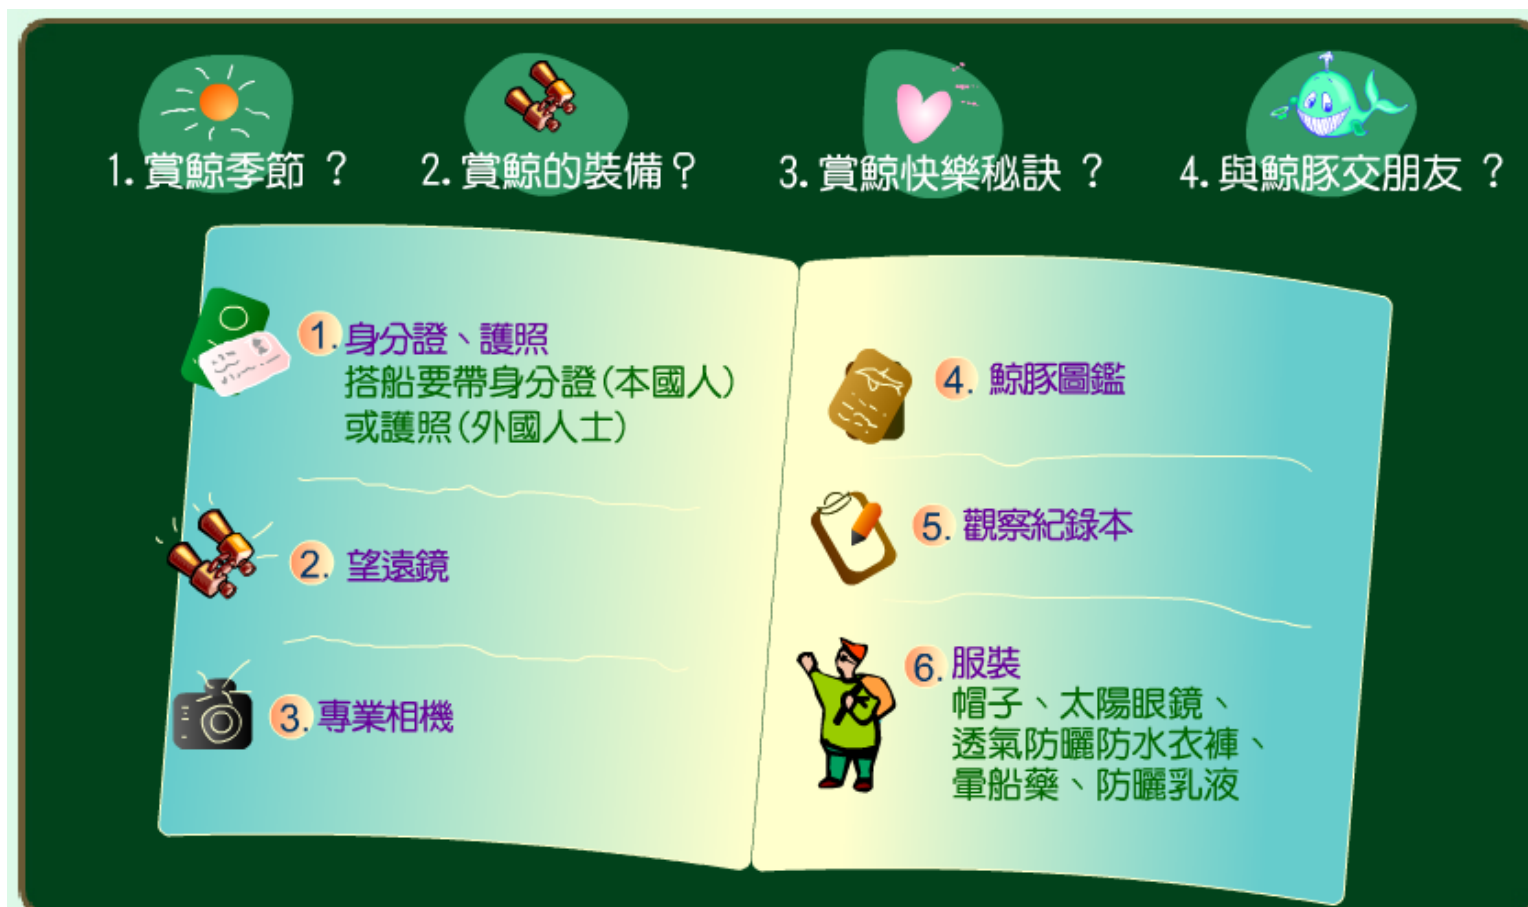 1.賞鯨季節 ？
2.賞鯨的裝備？
3.賞鯨快樂秘訣 ？
4.與鯨豚交朋友 ？
1.身分證、護照
搭船要帶身分證(本國人)
或護照(外國人士)
2.望遠鏡
3.專業相機
4.鯨豚圖鑑
5.觀察紀錄本
6.服裝
帽子、太陽眼鏡、
透氣防曬防水衣褲、
暈船藥、防曬乳液